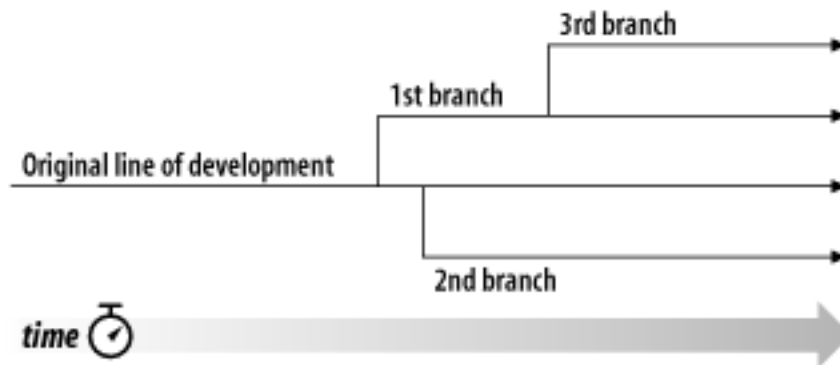 3rd branch
1st branch
Original line of development
2nd branch
time